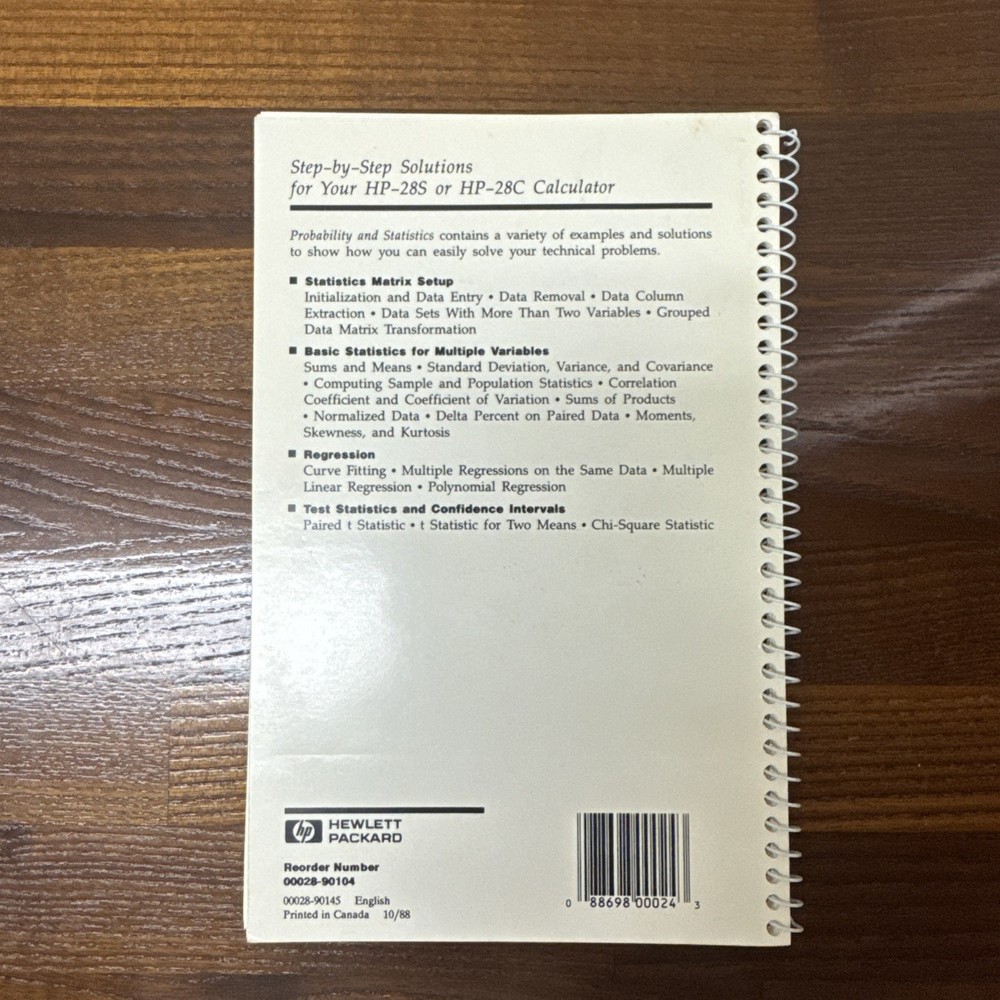 Step-by-Step Solutions
for Your HP-28S or HP-28C Calculator
Probability and Statistics contains a variety of examples and solutions
to show how you can easily solve your technical problems.
■ Statistics Matrix Setup
Initialization and Data Entry • Data Removal • Data Column
Extraction • Data Sets With More Than Two Variables • Grouped
Data Matrix Transformation
■ Basic Statistics for Multiple Variables
Sums and Means • Standard Deviation, Variance, and Covariance
• Computing Sample and Population Statistics • Correlation
Coefficient and Coefficient of Variation • Sums of Products
• Normalized Data • Delta Percent on Paired Data • Moments,
Skewness, and Kurtosis
■ Regression
Curve Fitting • Multiple Regressions on the Same Data • Multiple
Linear Regression • Polynomial Regression
■ Test Statistics and Confidence Intervals
Paired t Statistic • t Statistic for Two Means • Chi-Square Statistic
hp HEWLETT
PACKARD
Reorder Number
00028-90104
00028-90145 English
Printed in Canada 10/88
0 88698 00024 3